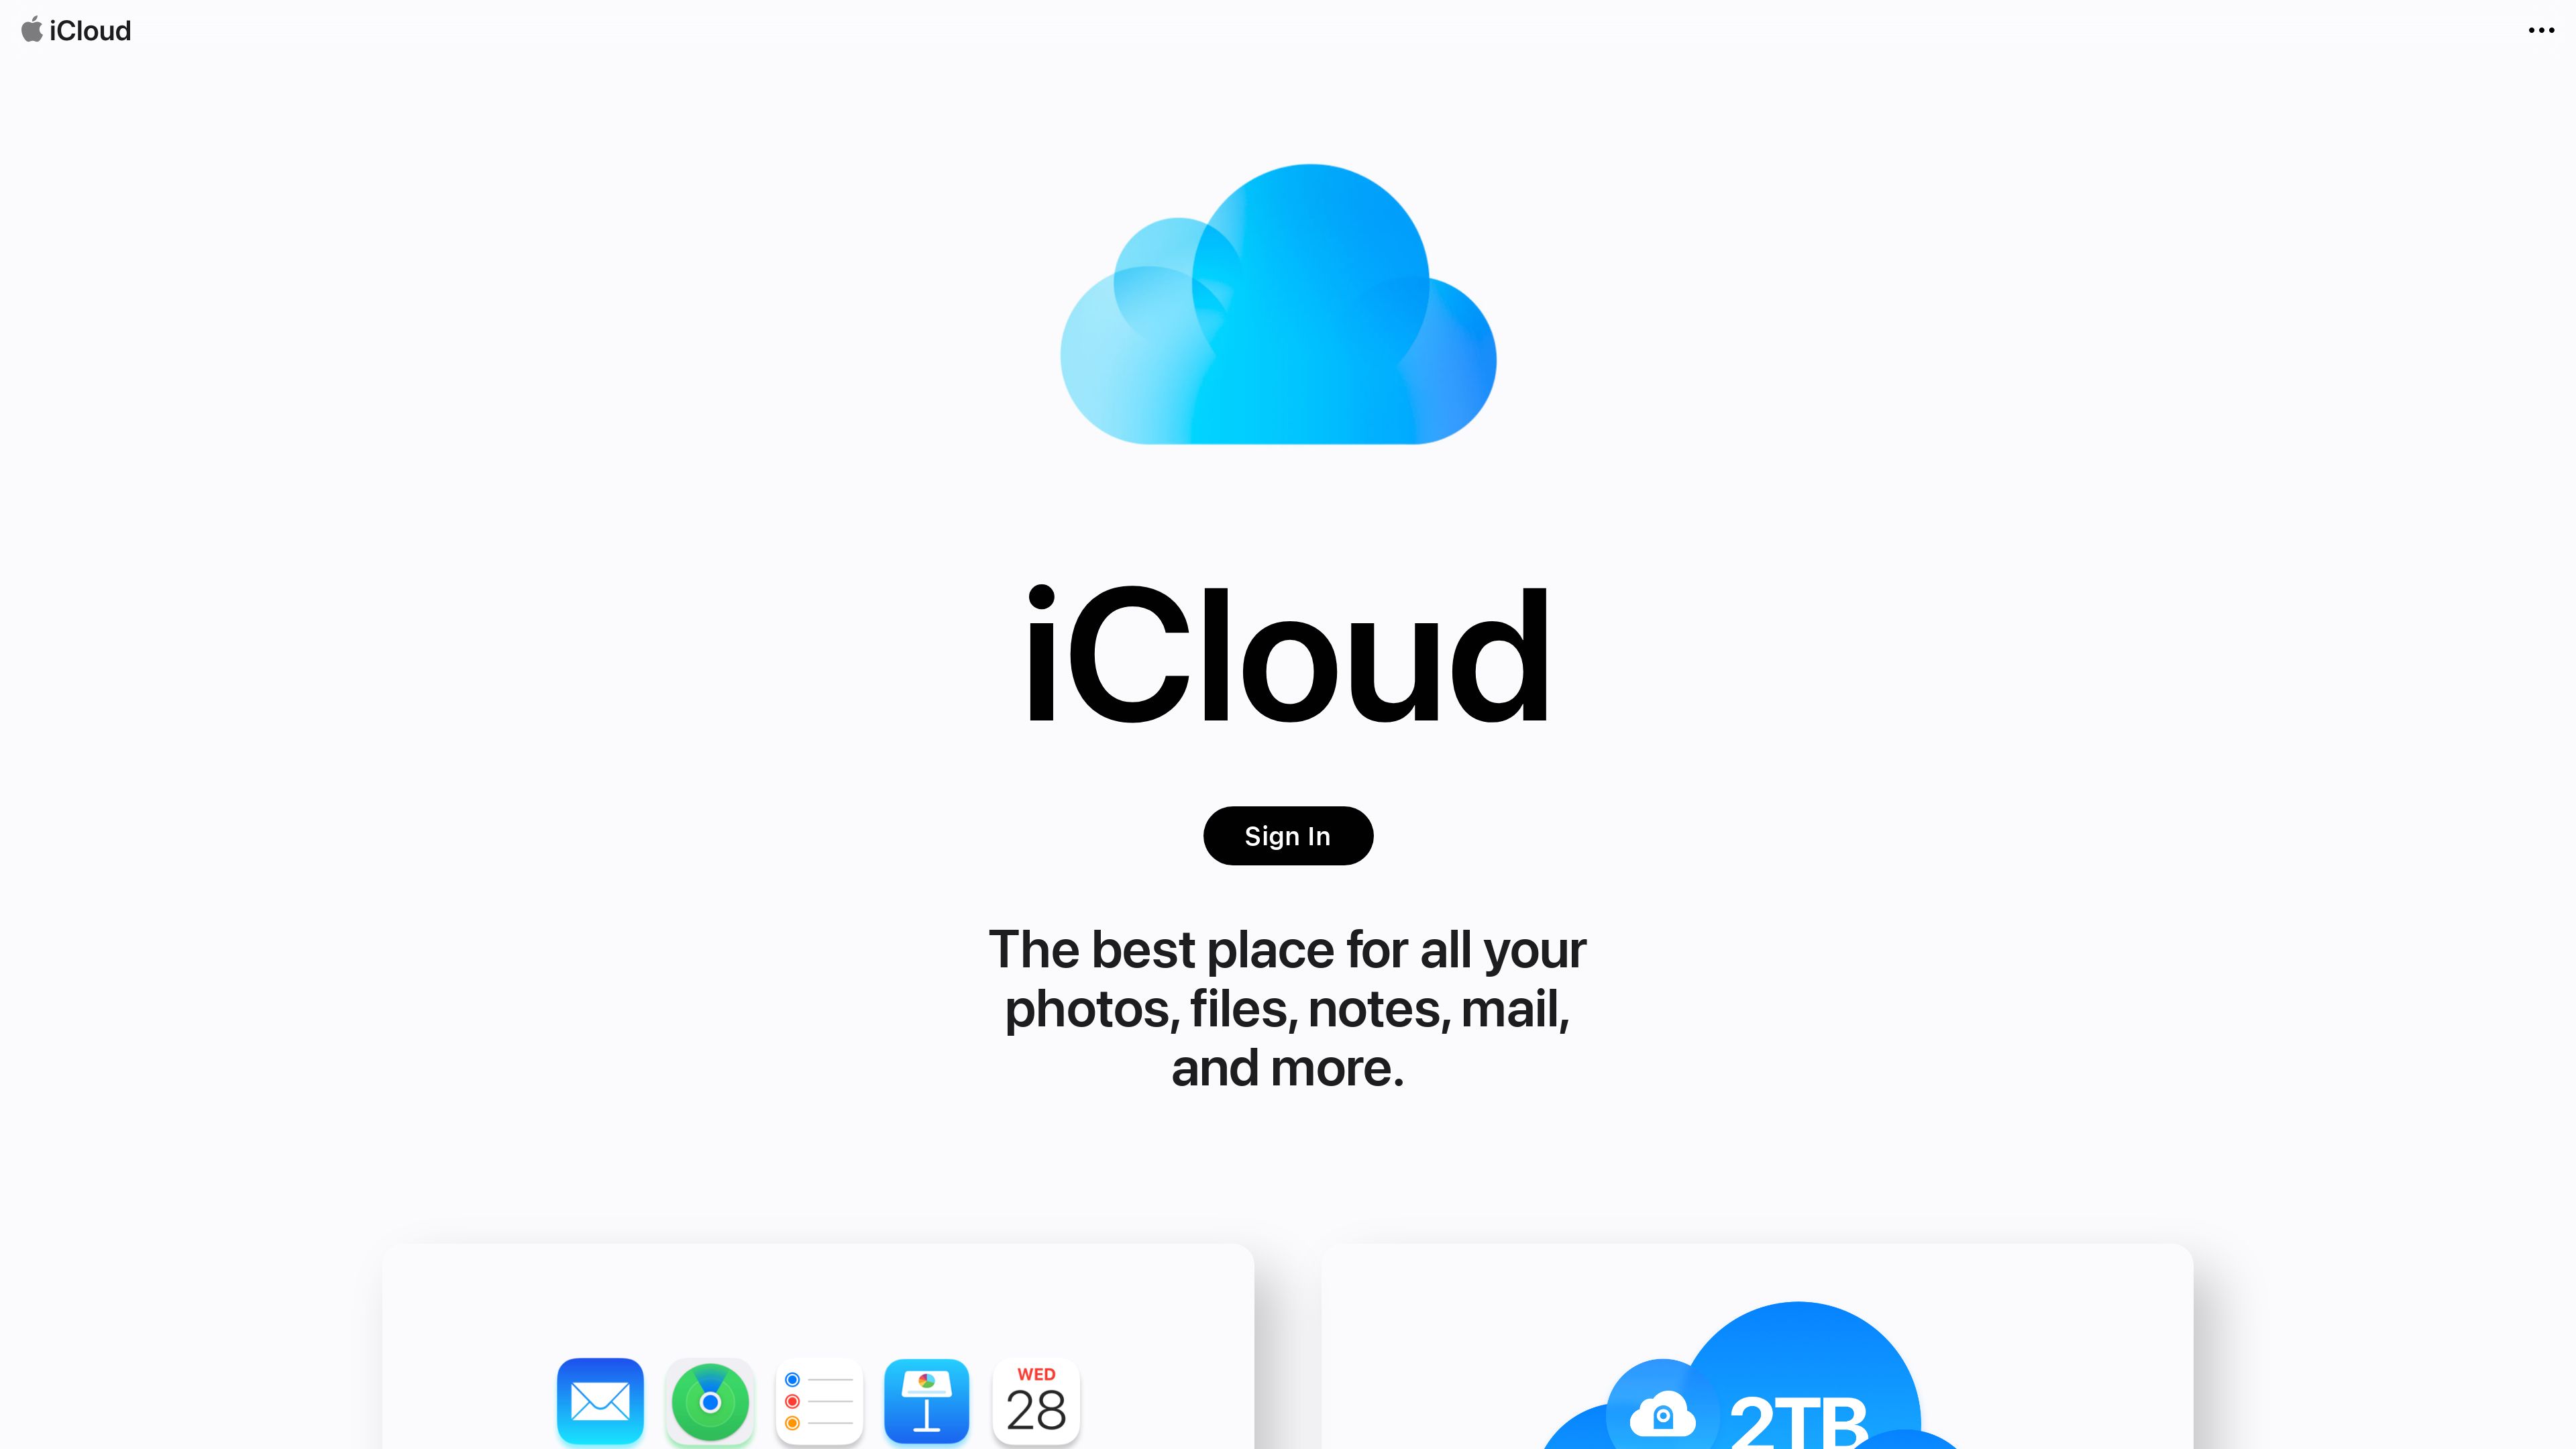 iCloud
iCloud
Sign In
The best place for all your
photos, files, notes, mail,
and more.
WED
28
2TB